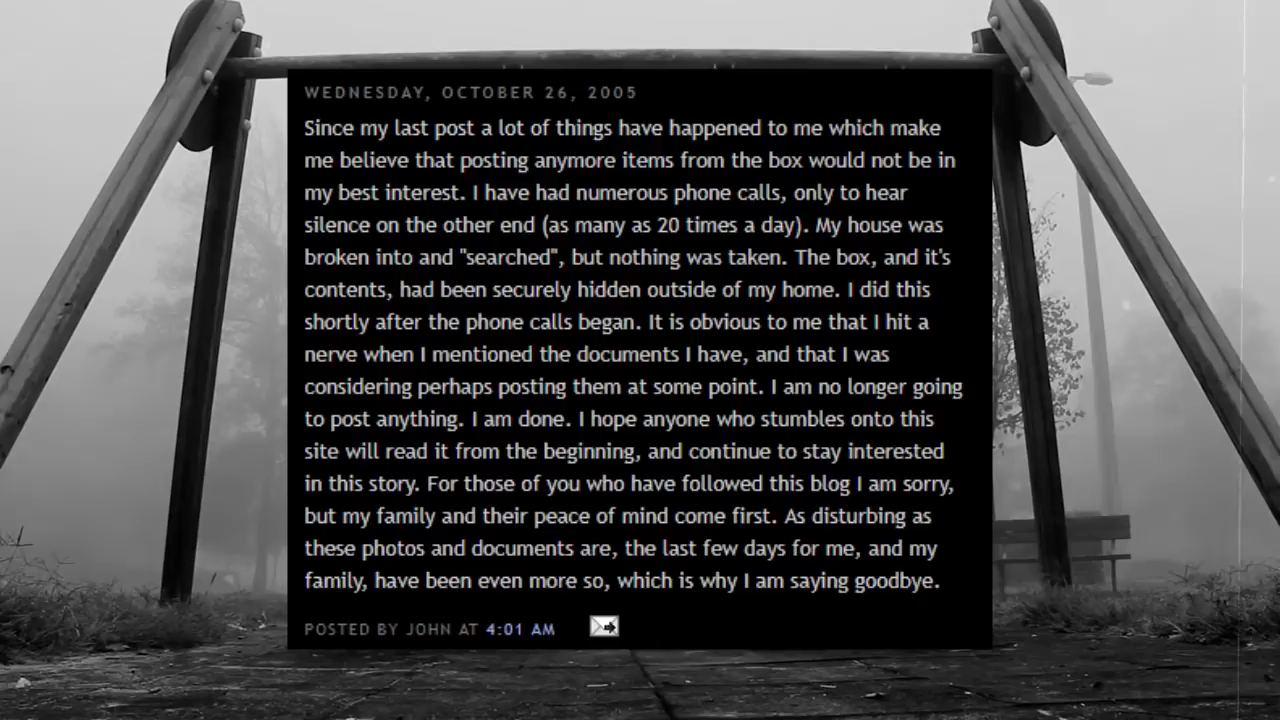 WEDNESDAY, OCTOBER 26, 2005
Since my last post a lot of things have happened to me which make
me believe that posting anymore items from the box would not be in
my best interest. I have had numerous phone calls, only to hear
silence on the other end (as many as 20 times a day). My house was
broken into and "searched", but nothing was taken. The box, and it's
contents, had been securely hidden outside of my home. I did this
shortly after the phone calls began. It is obvious to me that I hit a
nerve when I mentioned the documents I have, and that I was
considering perhaps posting them at some point. I am no longer going
to post anything. I am done. I hope anyone who stumbles onto this
site will read it from the beginning, and continue to stay interested
in this story. For those of you who have followed this blog I am sorry,
but my family and their peace of mind come first. As disturbing as
these photos and documents are, the last few days for me, and my
family, have been even more so, which is why I am saying goodbye.
POSTED BY JOHN AT 4:01 AM